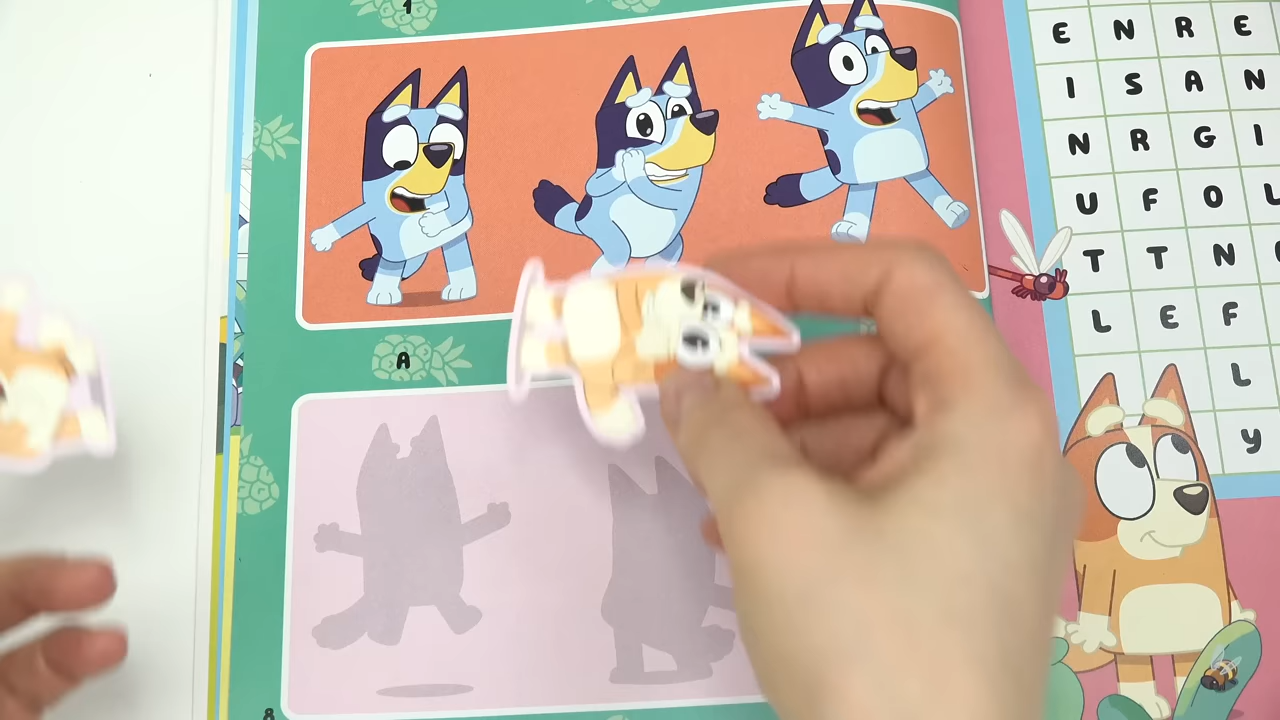 1
A
8
E N R E
I S A N
N R G I
U F O L
T T N
L E F
L
Y